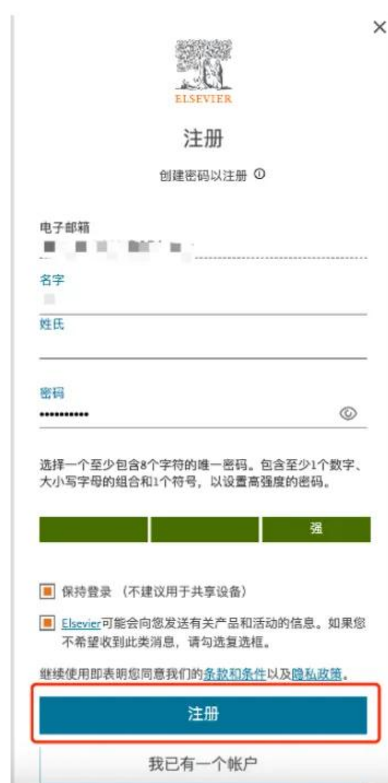 ELSEVIER
注册
创建密码以注册
电子邮箱
名字
姓氏
密码
••••••••••
选择一个至少包含8个字符的唯一密码。包含至少1个数字、
大小写字母的组合和1个符号，以设置高强度的密码。
强
保持登录 （不建议用于共享设备）
Elsevier可能会向您发送有关产品和活动的信息。如果您
不希望收到此类消息，请勾选复选框。
继续使用即表明您同意我们的条款和条件以及隐私政策。
注册
我已有一个帐户